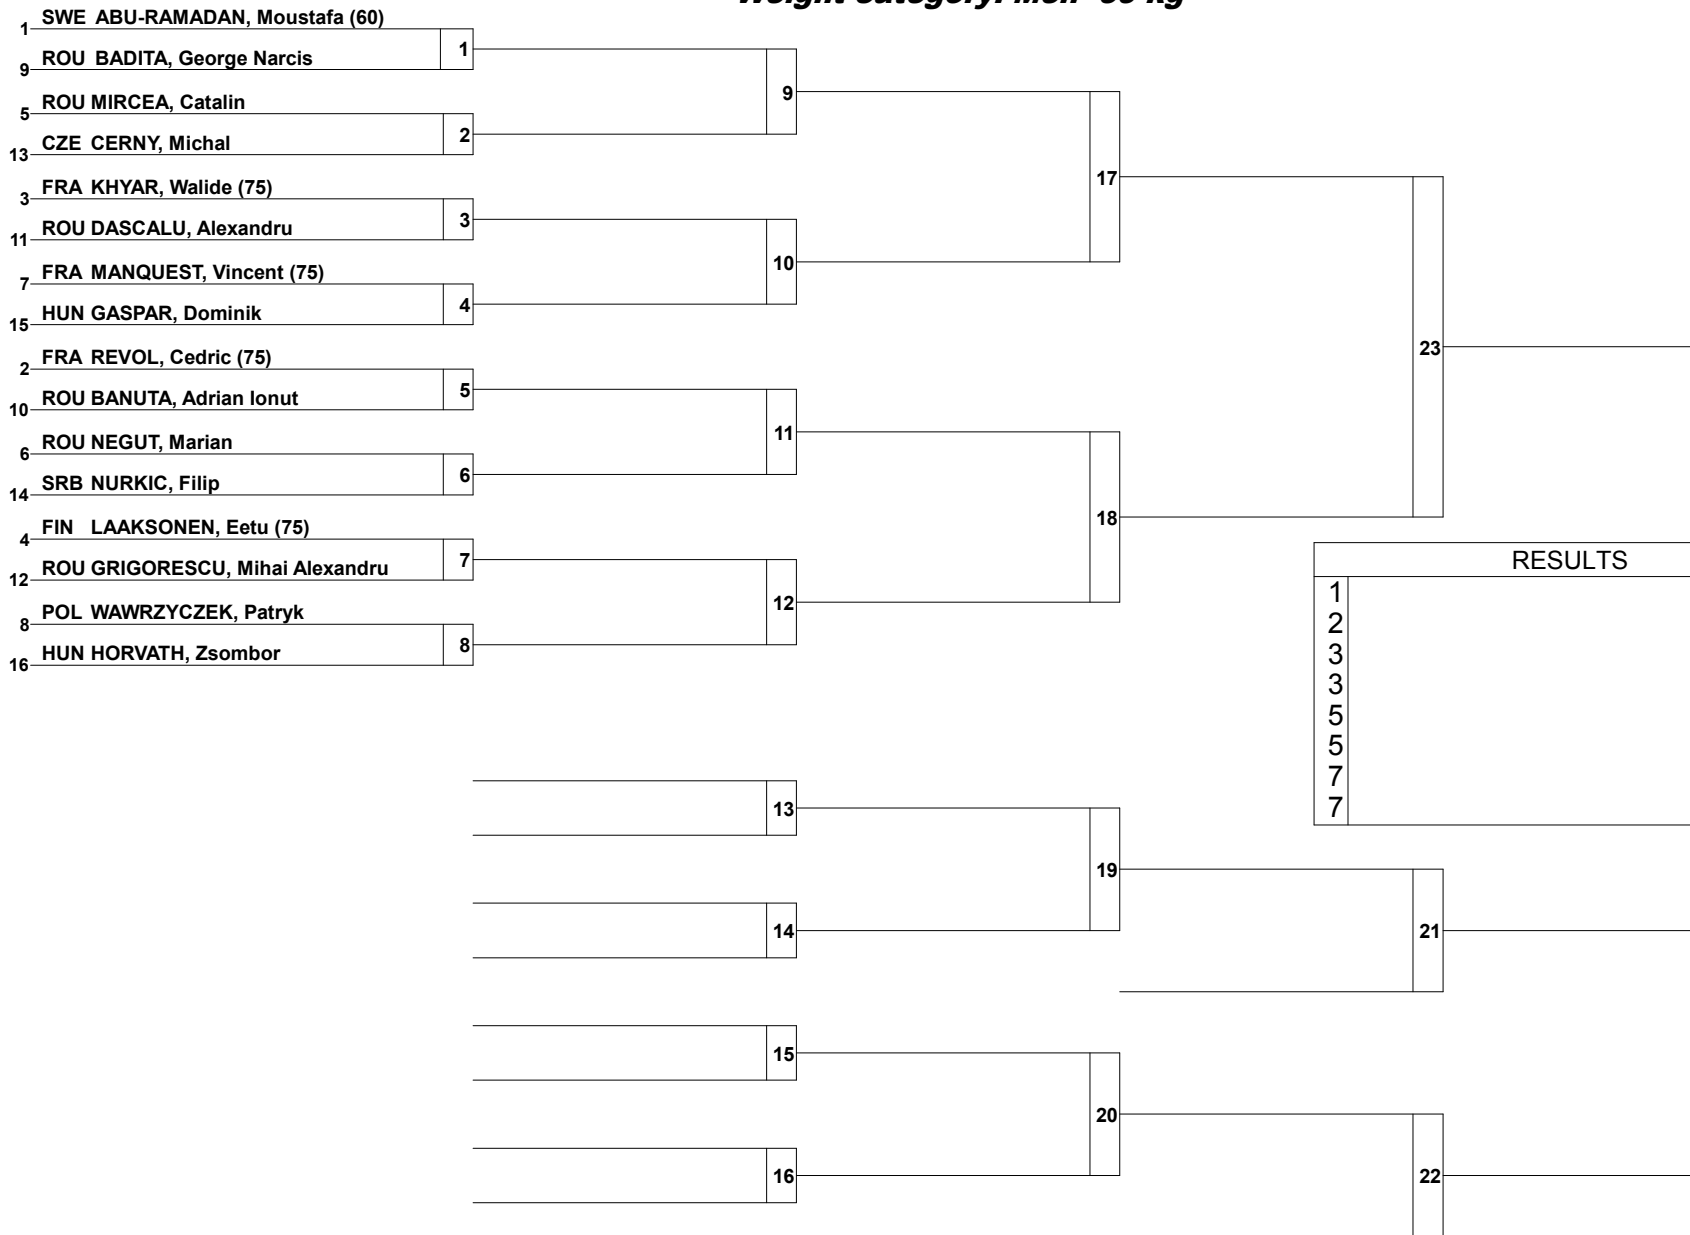 1 SWE ABU-RAMADAN, Moustafa (60)
9 ROU BADITA, George Narcis
1
5 ROU MIRCEA, Catalin
13 CZE CERNY, Michal
2
9
3 FRA KHYAR, Walide (75)
11 ROU DASCALU, Alexandru
3
7 FRA MANQUEST, Vincent (75)
15 HUN GASPAR, Dominik
4
10
17
2 FRA REVOL, Cedric (75)
10 ROU BANUTA, Adrian Ionut
5
6 ROU NEGUT, Marian
14 SRB NURKIC, Filip
6
11
4 FIN LAAKSONEN, Eetu (75)
12 ROU GRIGORESCU, Mihai Alexandru
7
8 POL WAWRZYCZEK, Patryk
16 HUN HORVATH, Zsombor
8
12
18
23
RESULTS
1
2
3
3
5
5
7
7
13
14
19
21
15
16
20
22